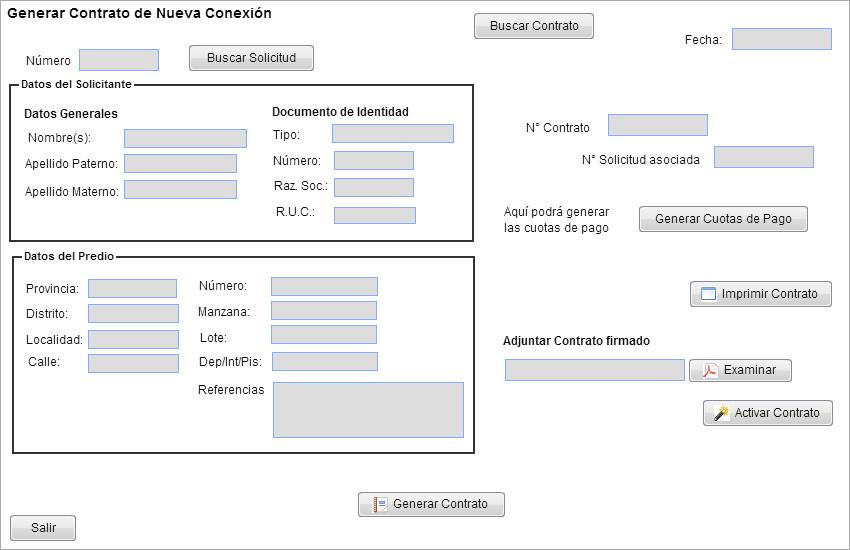 Generar Contrato de Nueva Conexión
Buscar Contrato
Fecha:
Número
Buscar Solicitud
Datos del Solicitante
Datos Generales
Nombre(s):
Apellido Paterno:
Apellido Materno:
Documento de Identidad
Tipo:
Número:
Raz. Soc.:
R.U.C.:
N° Contrato
N° Solicitud asociada
Aquí podrá generar
las cuotas de pago
Generar Cuotas de Pago
Datos del Predio
Provincia:
Distrito:
Localidad:
Calle:
Número:
Manzana:
Lote:
Dep/Int/Pis:
Referencias
Imprimir Contrato
Adjuntar Contrato firmado
Examinar
Activar Contrato
Generar Contrato
Salir